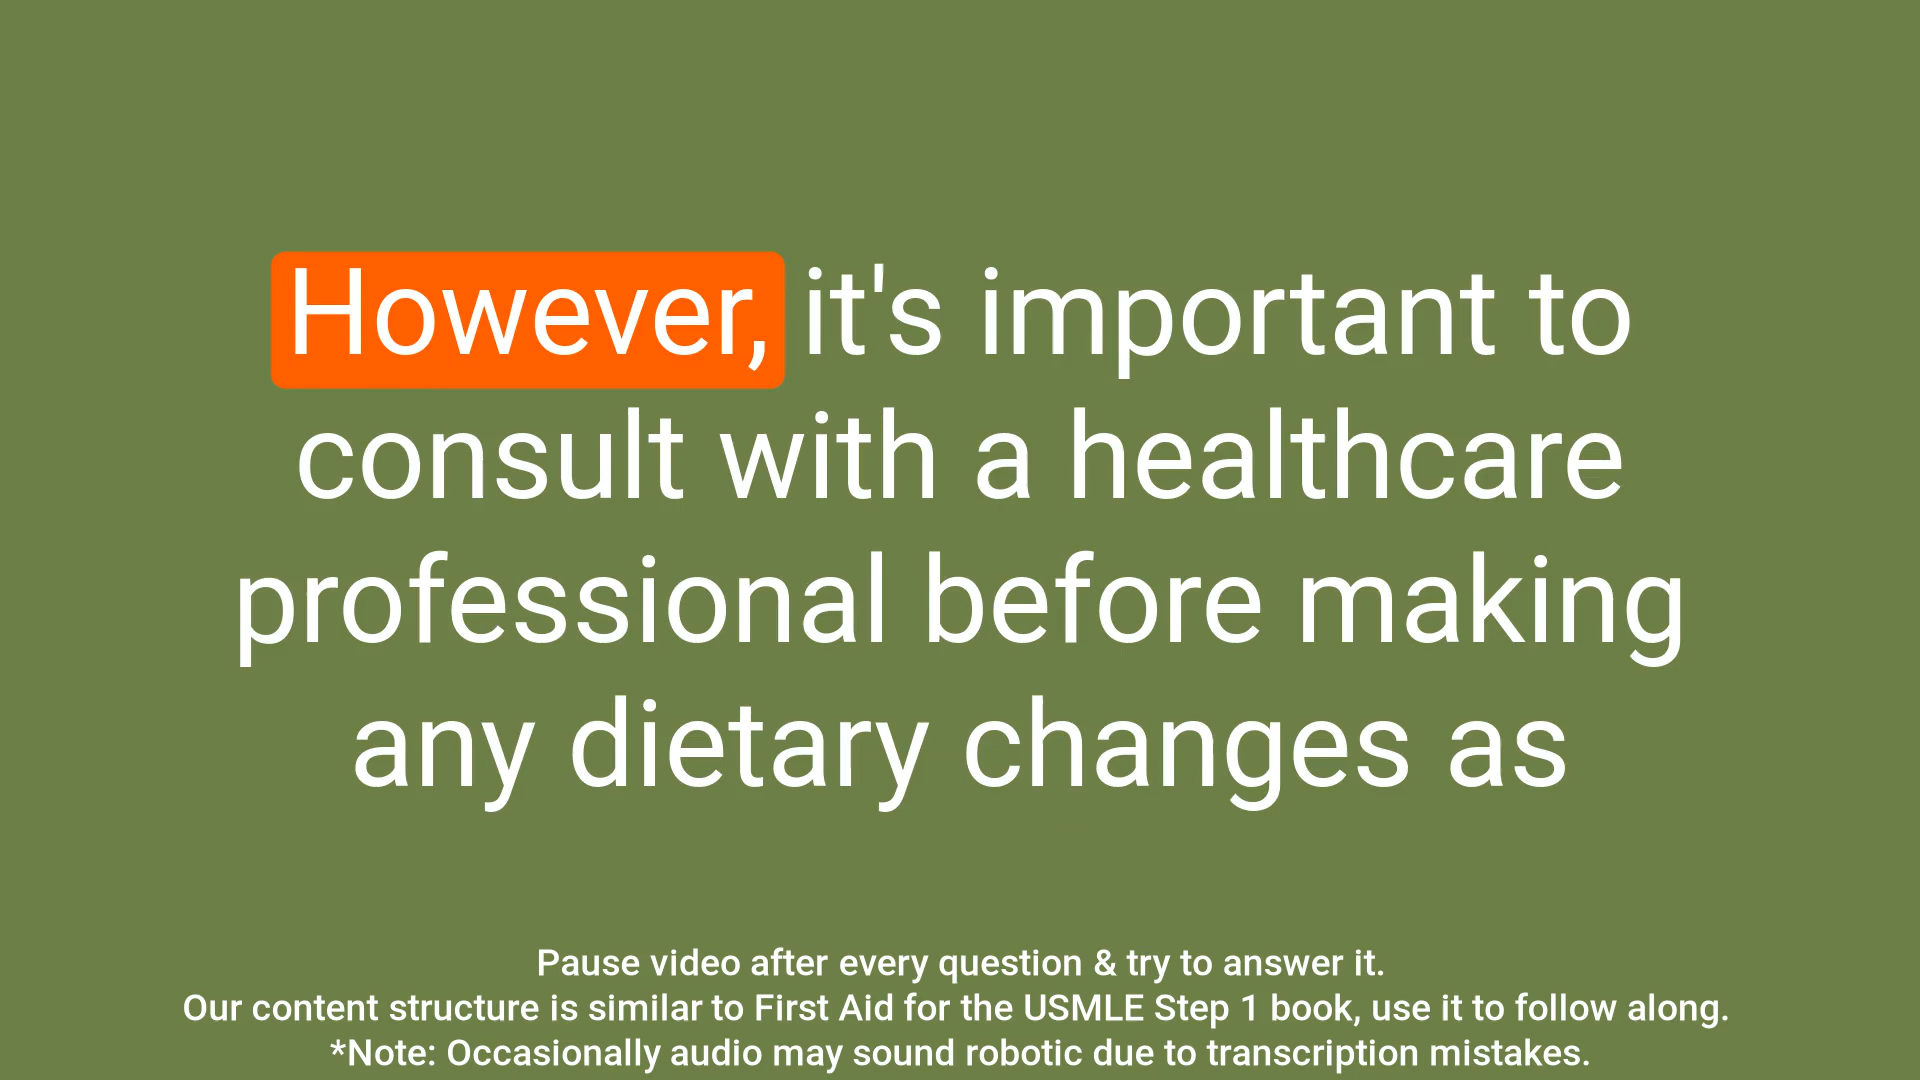 However, it's important to
consult with a healthcare
professional before making
any dietary changes as
Pause video after every question & try to answer it.
Our content structure is similar to First Aid for the USMLE Step 1 book, use it to follow along.
*Note: Occasionally audio may sound robotic due to transcription mistakes.